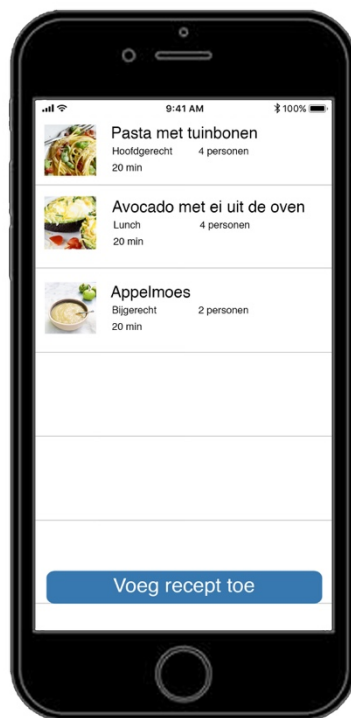 9:41 AM 100%
Pasta met tuinbonen
Hoofdgerecht 4 personen
20 min
Avocado met ei uit de oven
Lunch 4 personen
20 min
Appelmoes
Bijgerecht 2 personen
20 min
Voeg recept toe